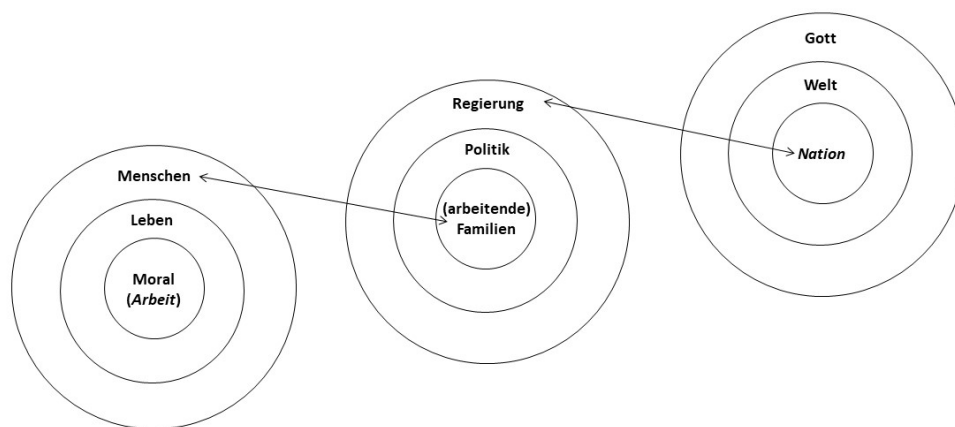 Menschen
Leben
Moral
(Arbeit)
Regierung
Politik
(arbeitende)
Familien
Gott
Welt
Nation